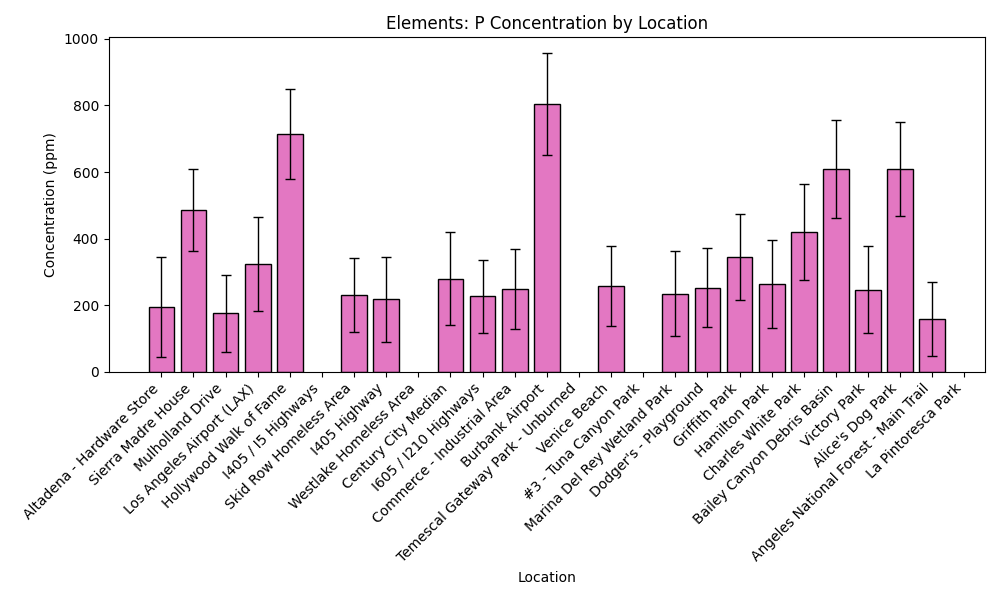 Elements: P Concentration by Location
Concentration (ppm)
1000
800
600
400
200
0
Altadena - Hardware Store
Sierra Madre House
Mulholland Drive
Los Angeles Airport (LAX)
Hollywood Walk of Fame
I405 / I5 Highways
Skid Row Homeless Area
I405 Highway
Westlake Homeless Area
Century City Median
I605 / I210 Highways
Commerce - Industrial Area
Burbank Airport
Temescal Gateway Park - Unburned
Venice Beach
#3 - Tuna Canyon Park
Marina Del Rey Wetland Park
Dodger's - Playground
Griffith Park
Hamilton Park
Charles White Park
Bailey Canyon Debris Basin
Victory Park
Alice's Dog Park
Angeles National Forest - Main Trail
La Pintoresca Park
Location